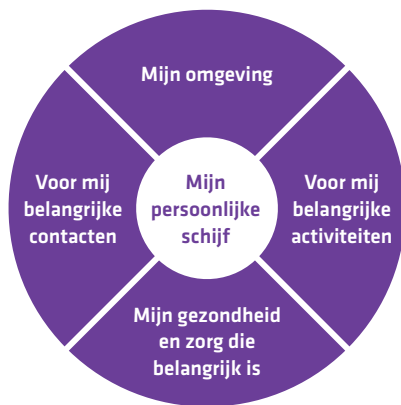 Mijn omgeving
Voor mij
belangrijke
contacten
Mijn
persoonlijke
schijf
Voor mij
belangrijke
activiteiten
Mijn gezondheid
en zorg die
belangrijk is